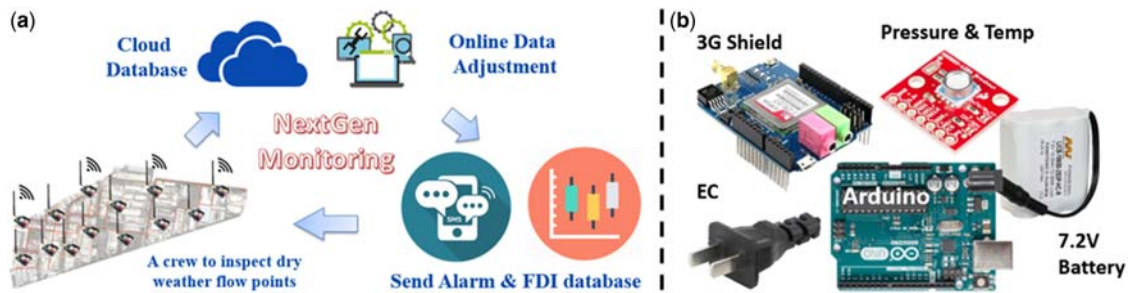 (a)
Cloud
Database
Online Data
Adjustment
NextGen
Monitoring
SMS
A crew to inspect dry
weather flow points
Send Alarm & FDI database
(b)
3G Shield
Pressure & Temp
EC
Arduino
7.2V
Battery